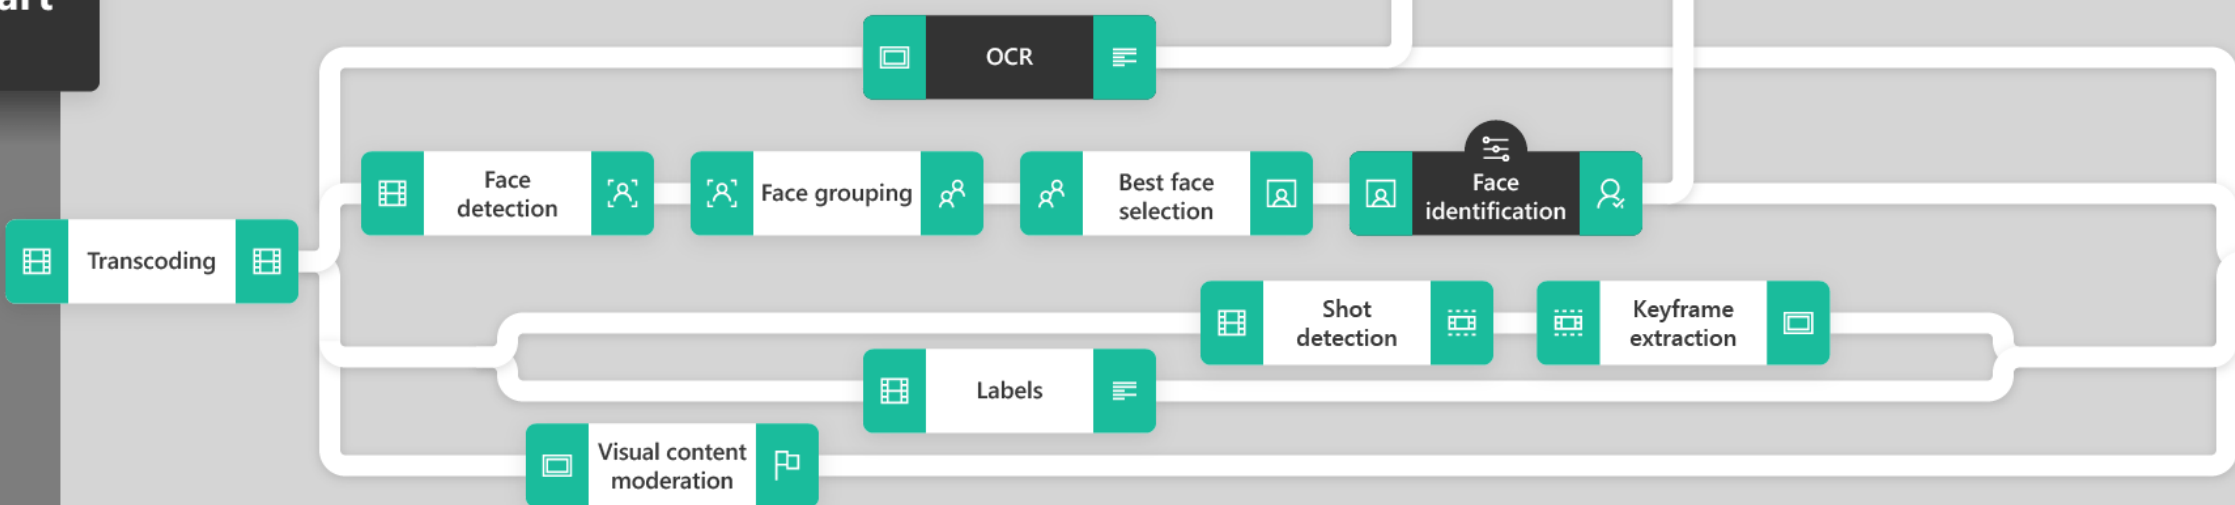 OCR
Face
detection
Face grouping
Best face
selection
Face
identification
Transcoding
Shot
detection
Keyframe
extraction
Labels
Visual content
moderation